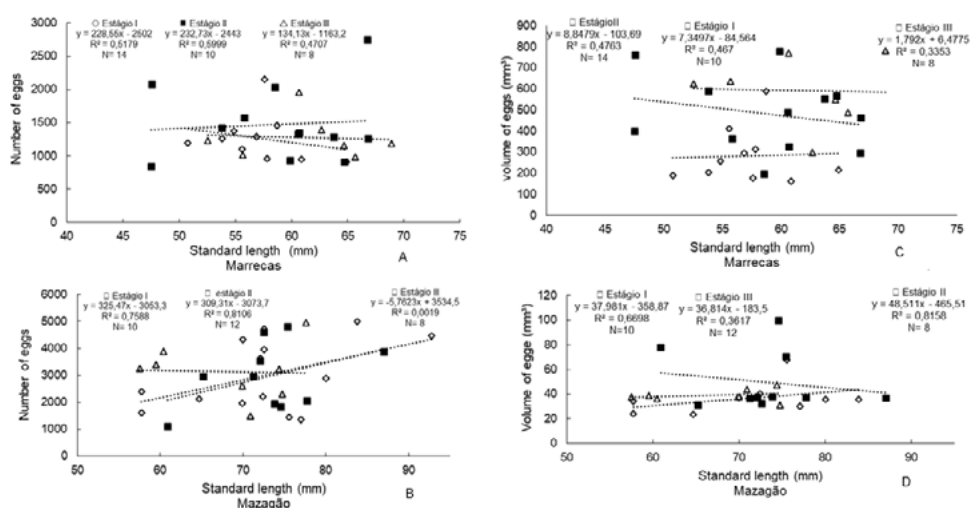 Estágio I Estágio II Estágio III
y = 228,55x - 2502 y = 232,73x - 2443 y = 134,13x - 1163,2
R² = 0,5179 R² = 0,5999 R² = 0,4707
N= 14 N= 10 N= 8
Number of eggs
3000
2500
2000
1500
1000
500
0
40 45 50 55 60 65 70 75
Standard length (mm) A
Marrecas
EstágioII Estágio I Estágio III
y = 8,8479x - 103,69 y = 7,3497x - 84,564 y = 1,792x + 6,4775
R² = 0,4763 R² = 0,467 R² = 0,3353
N= 14 N=10 N= 8
volume of eggs (mm³)
900
800
700
600
500
400
300
200
100
0
40 45 50 55 60 65 70 75
Standard length (mm) C
Marrecas
Estágio I estágio II Estágio III
y = 325,47x - 3053,3 y = 309,31x - 3073,7 y = -5,7623x + 3534,5
R² = 0,7588 R² = 0,8106 R² = 0,0019
N= 10 N= 12 N= 8
Number of eggs
6000
5000
4000
3000
2000
1000
0
50 60 70 80 90
Standard length (mm) B
Mazagão
Estágio I Estágio III Estágio II
y = 37,981x - 358,87 y = 36,814x - 183,5 y = 48,511x - 465,51
R² = 0,6698 R² = 0,3617 R² = 0,8158
N=10 N= 12 N= 8
Volume of egge (mm³)
120
100
80
60
40
20
0
50 60 70 80 90
Standard length (mm) D
Mazagão